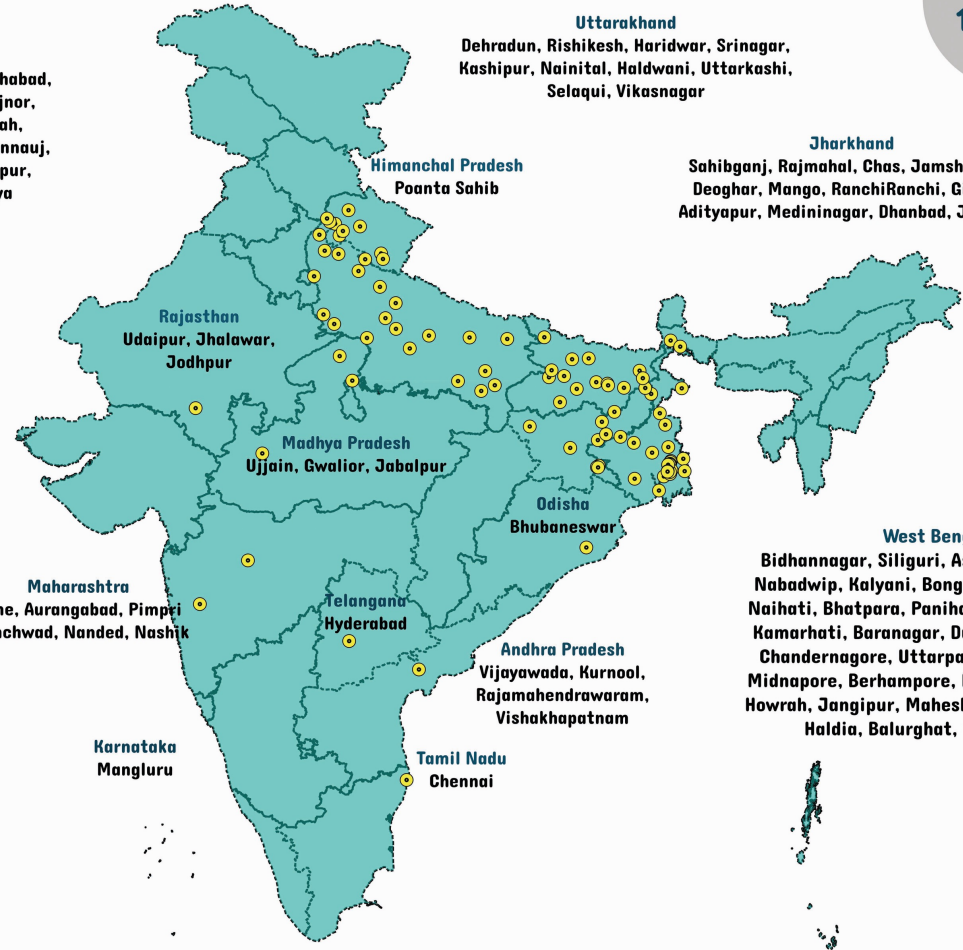 Uttarakhand
Dehradun, Rishikesh, Haridwar, Srinagar,
Kashipur, Nainital, Haldwani, Uttarkashi,
Selaqui, Vikasnagar
habad,
jnor,
ah,
nnauj,
pur,
ya
Himanchal Pradesh
Poanta Sahib
Jharkhand
Sahibganj, Rajmahal, Chas, Jamsh
Deoghar, Mango, RanchiRanchi, G
Adityapur, Medininagar, Dhanbad, J
Rajasthan
Udaipur, Jhalawar,
Jodhpur
Madhya Pradesh
Ujjain, Gwalior, Jabalpur
Odisha
Bhubaneswar
Maharashtra
ne, Aurangabad, Pimpri
nchwad, Nanded, Nashik
Telangana
Hyderabad
Andhra Pradesh
Vijayawada, Kurnool,
Rajamahendrawaram,
Vishakhapatnam
West Ben
Bidhannagar, Siliguri, A
Nabadwip, Kalyani, Bong
Naihati, Bhatpara, Paniha
Kamarhati, Baranagar, D
Chandernagore, Uttarpa
Midnapore, Berhampore,
Howrah, Jangipur, Mahesh
Haldia, Balurghat,
Karnataka
Mangluru
Tamil Nadu
Chennai